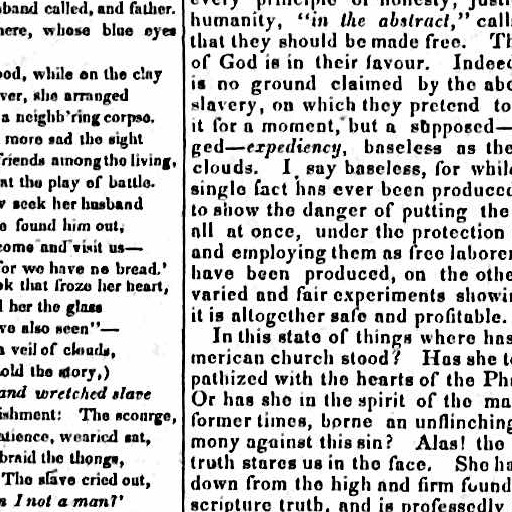 sband called, and father.
here, whose blue eyes
ood, while on the clay
ver, she arranged
a neighb'ring corpse.
more sad the sight
friends among the living,
at the play of battle.
seek her husband
found him out,
come and visit us—
for we have no bread.'
ok that froze her heart,
her the glass
ve also seen"—
a veil of clouds,
old the story,)
and wretched slave
ishment: The scourge,
atience, wearied sat,
braid the thongs,
The slave cried out,
I not a man?'
every principle of honesty,
humanity, "in the abstract," call
that they should be made free. Th
of God is in their favour. Indeed
is no ground claimed by the abo
slavery, on which they pretend to
it for a moment, but a supposed—
ged—expediency, baseless as the
clouds. I say baseless, for while
single fact has ever been produced
to show the danger of putting the
all at once, under the protection
and employing them as free laborer
have been produced, on the othe
varied and fair experiments showin
it is altogether safe and profitable.
In this state of things where has
merican church stood? Has she to
pathized with the hearts of the Pha
Or has she in the spirit of the ma
former times, borne an unflinching
mony against this sin? Alas! the
truth stares us in the face. She ha
down from the high and firm found
scripture truth, and is professedly